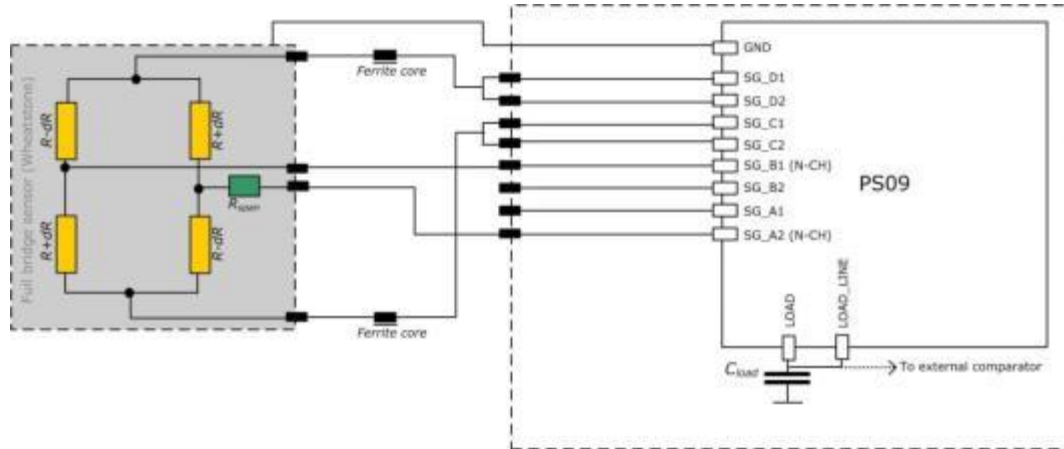 Full bridge sensor (Wheatstone)
R-dR
R+dR
R+dR
R-dR
Rspan
Ferrite core
Ferrite core
GND
SG_D1
SG_D2
SG_C1
SG_C2
SG_B1 (N-CH)
SG_B2
SG_A1
SG_A2 (N-CH)
PS09
LOAD
LOAD_LINE
Cload
To external comparator